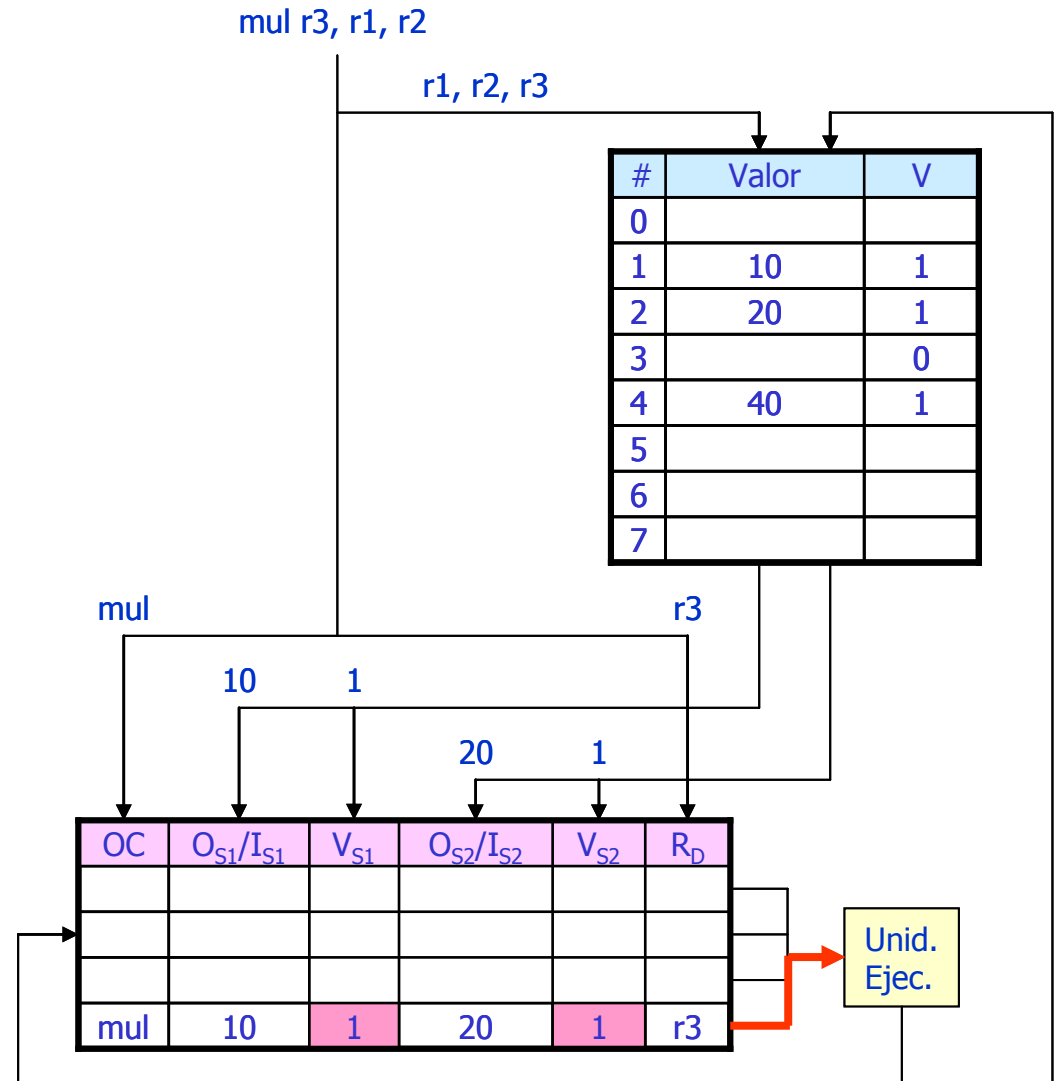 mul r3, r1, r2
r1, r2, r3
# Valor V
0
1 10 1
2 20 1
3 0
4 40 1
5
6
7
mul r3
10 1
20 1
OC OS1/IS1 VS1 OS2/IS2 VS2 RD
mul 10 1 20 1 r3
Unid.
Ejec.